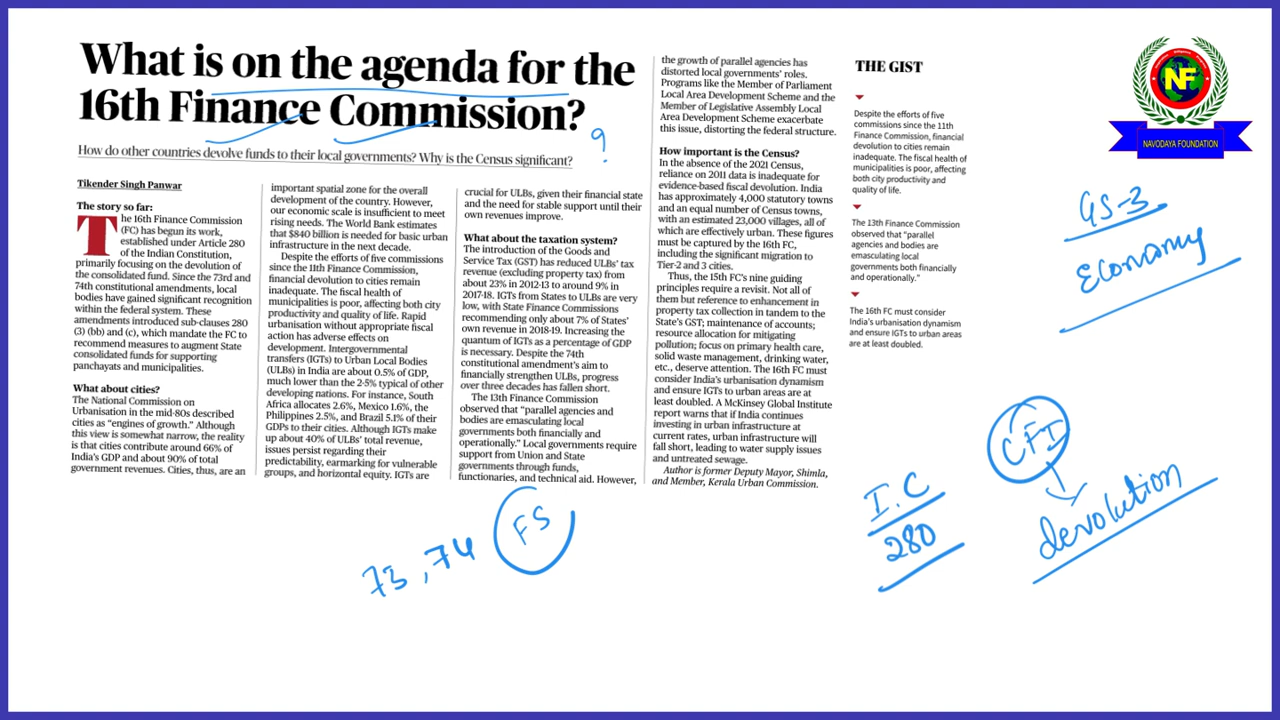 What is on the agenda for the
16th Finance Commission?
?
How do other countries devolve funds to their local governments? Why is the Census significant?
Tikender Singh Panwar
The story so far:
The 16th Finance Commission
(FC) has begun its work,
established under Article 280
of the Indian Constitution,
primarily focusing on the devolution of
the consolidated fund. Since the 73rd and
74th constitutional amendments, local
bodies have gained significant recognition
within the federal system. These
amendments introduced sub-clauses 280
(3) (bb) and (c), which mandate the FC to
recommend measures to augment State
consolidated funds for supporting
panchayats and municipalities.
What about cities?
The National Commission on
Urbanisation in the mid-80s described
cities as “engines of growth.” Although
this view is somewhat narrow, the reality
is that cities contribute around 66% of
India’s GDP and about 90% of total
government revenues. Cities, thus, are an
important spatial zone for the overall
development of the country. However,
our economic scale is insufficient to meet
rising needs. The World Bank estimates
that $840 billion is needed for basic urban
infrastructure in the next decade.
Despite the efforts of five commissions
since the 11th Finance Commission,
financial devolution to cities remain
inadequate. The fiscal health of
municipalities is poor, affecting both city
productivity and quality of life. Rapid
urbanisation without appropriate fiscal
action has adverse effects on
development. Intergovernmental
transfers (IGTs) to Urban Local Bodies
(ULBs) in India are about 0.5% of GDP,
much lower than the 2-5% typical of other
developing nations. For instance, South
Africa allocates 2.6%, Mexico 1.6%, the
Philippines 2.5%, and Brazil 5.1% of their
GDPs to their cities. Although IGTs make
up about 40% of ULBs’ total revenue,
issues persist regarding their
predictability, earmarking for vulnerable
groups, and horizontal equity. IGTs are
crucial for ULBs, given their financial state
and the need for stable support until their
own revenues improve.
What about the taxation system?
The introduction of the Goods and
Service Tax (GST) has reduced ULBs’ tax
revenue (excluding property tax) from
about 23% in 2012-13 to around 9% in
2017-18. IGTs from States to ULBs are very
low, with State Finance Commissions
recommending only about 7% of States’
own revenue in 2018-19. Increasing the
quantum of IGTs as a percentage of GDP
is necessary. Despite the 74th
constitutional amendment’s aim to
financially strengthen ULBs, progress
over three decades has fallen short.
The 13th Finance Commission
observed that “parallel agencies and
bodies are emasculating local
governments both financially and
operationally.” Local governments require
support from Union and State
governments through funds,
functionaries, and technical aid. However,
the growth of parallel agencies has
distorted local governments’ roles.
Programs like the Member of Parliament
Local Area Development Scheme and the
Member of Legislative Assembly Local
Area Development Scheme exacerbate
this issue, distorting the federal structure.
How important is the Census?
In the absence of the 2021 Census,
reliance on 2011 data is inadequate for
evidence-based fiscal devolution. India
has approximately 4,000 statutory towns
and an equal number of Census towns,
with an estimated 23,000 villages, all of
which are effectively urban. These figures
must be captured by the 16th FC,
including the significant migration to
Tier-2 and 3 cities.
Thus, the 15th FC’s nine guiding
principles require a revisit. Not all of
them but reference to enhancement in
property tax collection in tandem to the
State’s GST; maintenance of accounts;
resource allocation for mitigating
pollution; focus on primary health care,
solid waste management, drinking water,
etc., deserve attention. The 16th FC must
consider India’s urbanisation dynamism
and ensure IGTs to urban areas are at
least doubled. A McKinsey Global Institute
report warns that if India continues
investing in urban infrastructure at
current rates, urban infrastructure will
fall short, leading to water supply issues
and untreated sewage.
Author is former Deputy Mayor, Shimla,
and Member, Kerala Urban Commission.
THE GIST
Despite the efforts of five
commissions since the 11th
Finance Commission, financial
devolution to cities remain
inadequate. The fiscal health of
municipalities is poor, affecting
both city productivity and
quality of life.
The 13th Finance Commission
observed that “parallel
agencies and bodies are
emasculating local
governments both financially
and operationally.”
The 16th FC must consider
India’s urbanisation dynamism
and ensure IGTs to urban areas
are at least doubled.
NF
NAVODAYA FOUNDATION
GS-3
Economy
CFI
devolution
I.C
280
73, 74
FS